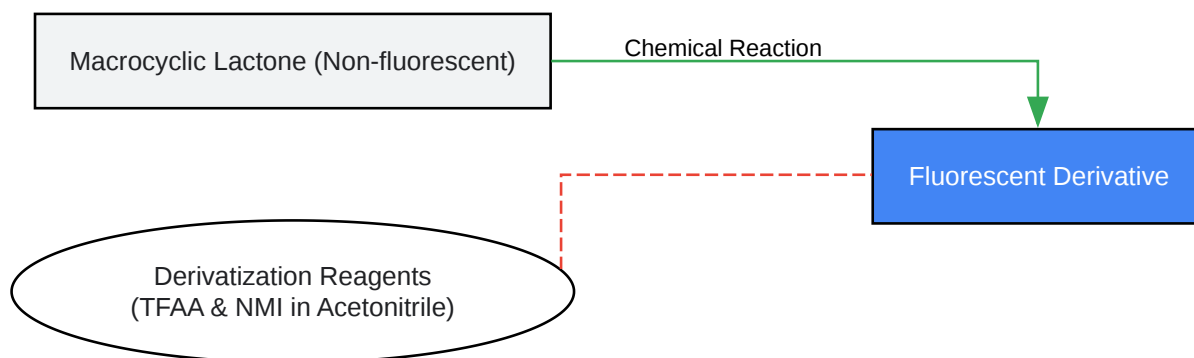 Macrocyclic Lactone (Non-fluorescent)
Chemical Reaction
Fluorescent Derivative
Derivatization Reagents
(TFAA & NMI in Acetonitrile)